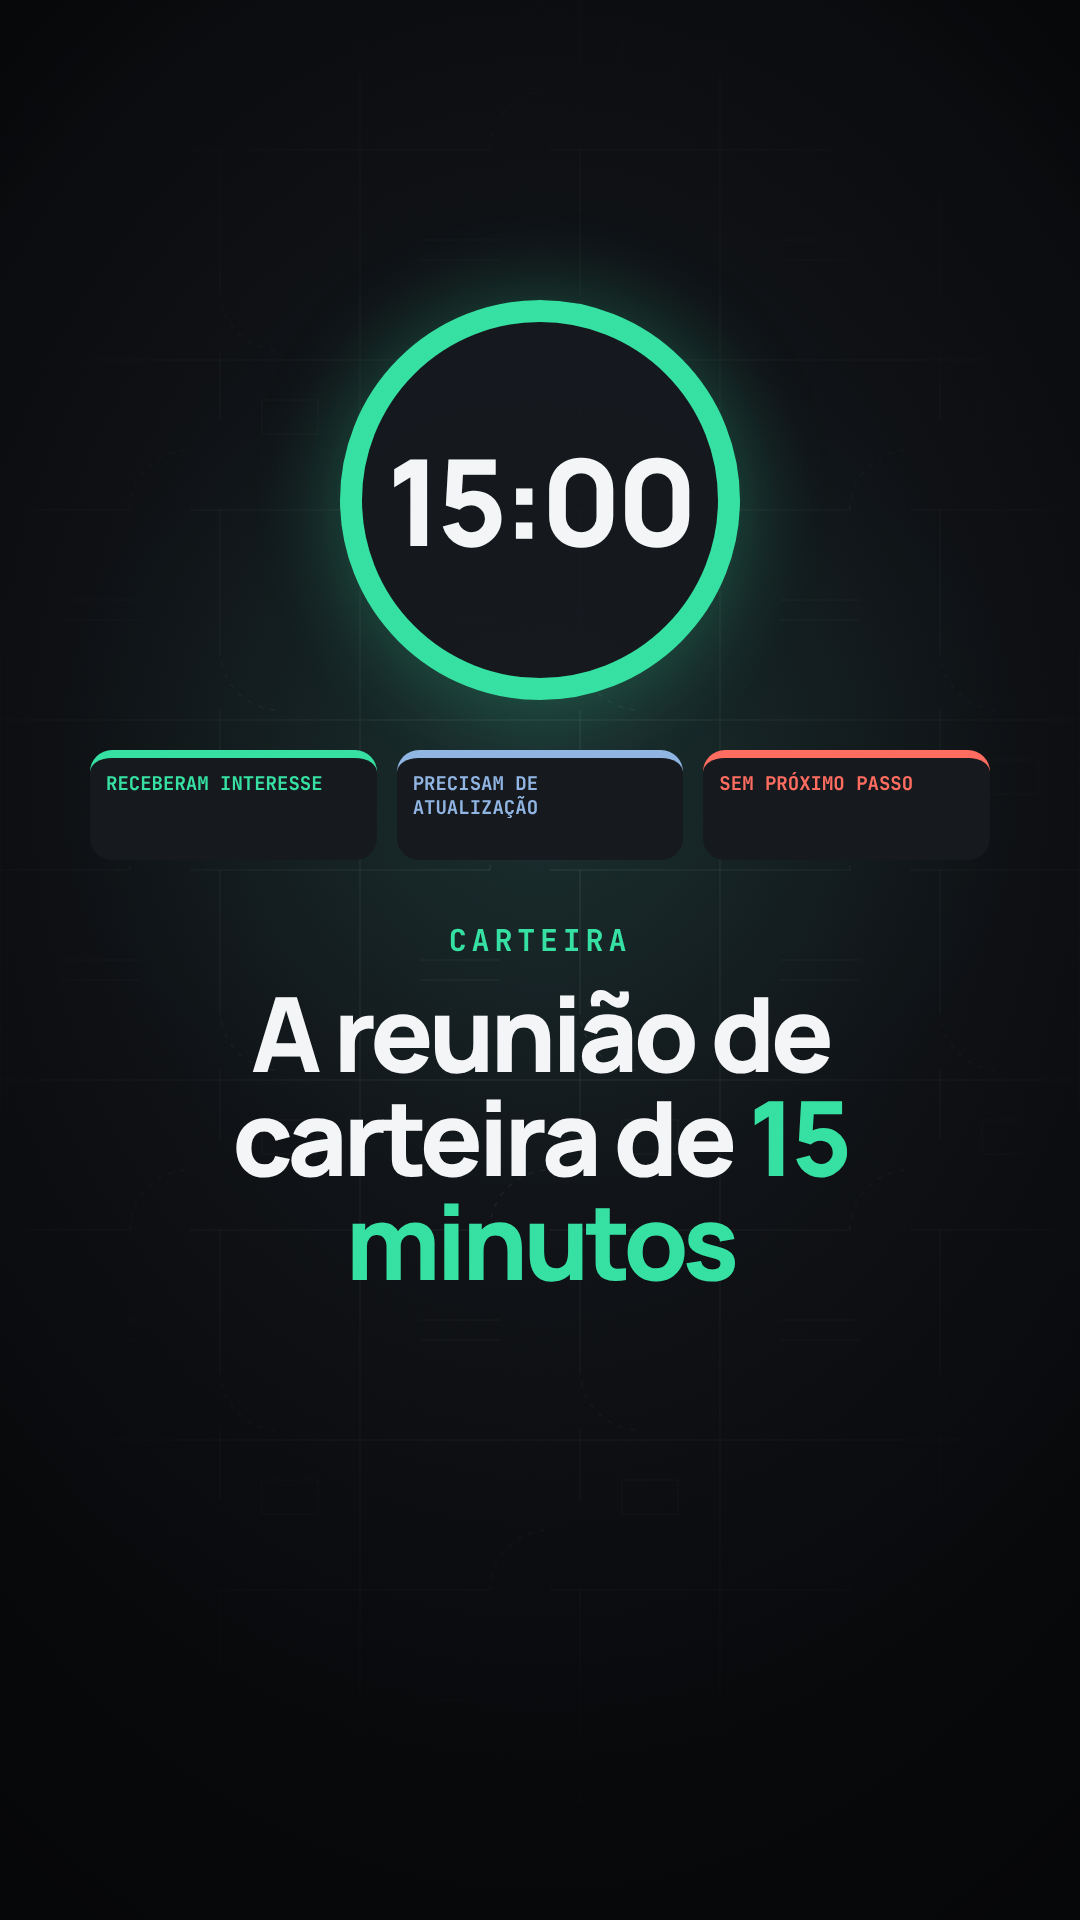 15:00
RECEBERAM INTERESSE
PRECISAM DE
ATUALIZAÇÃO
SEM PRÓXIMO PASSO
CARTEIRA
A reunião de
carteira de 15
minutos